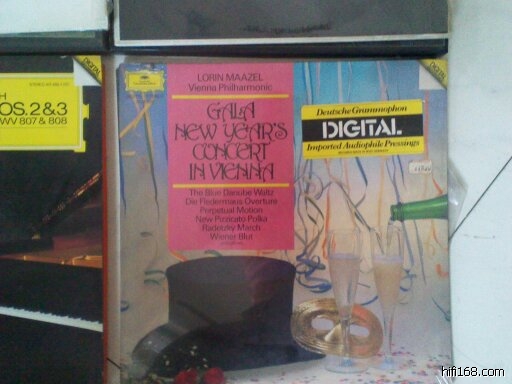 DIGITAL
OS. 2 & 3
WV 807 & 808
LORIN MAAZEL
Vienna Philharmonic
GALA
NEW YEAR'S
CONCERT
IN VIENNA
The Blue Danube Waltz
Die Fledermaus Overture
Perpetual Motion
New Pizzicato Polka
Radetzky March
Wiener Blut
Deutsche Grammophon
DIGITAL
Imported Audiophile Pressings
DIGITAL
hifi168.com